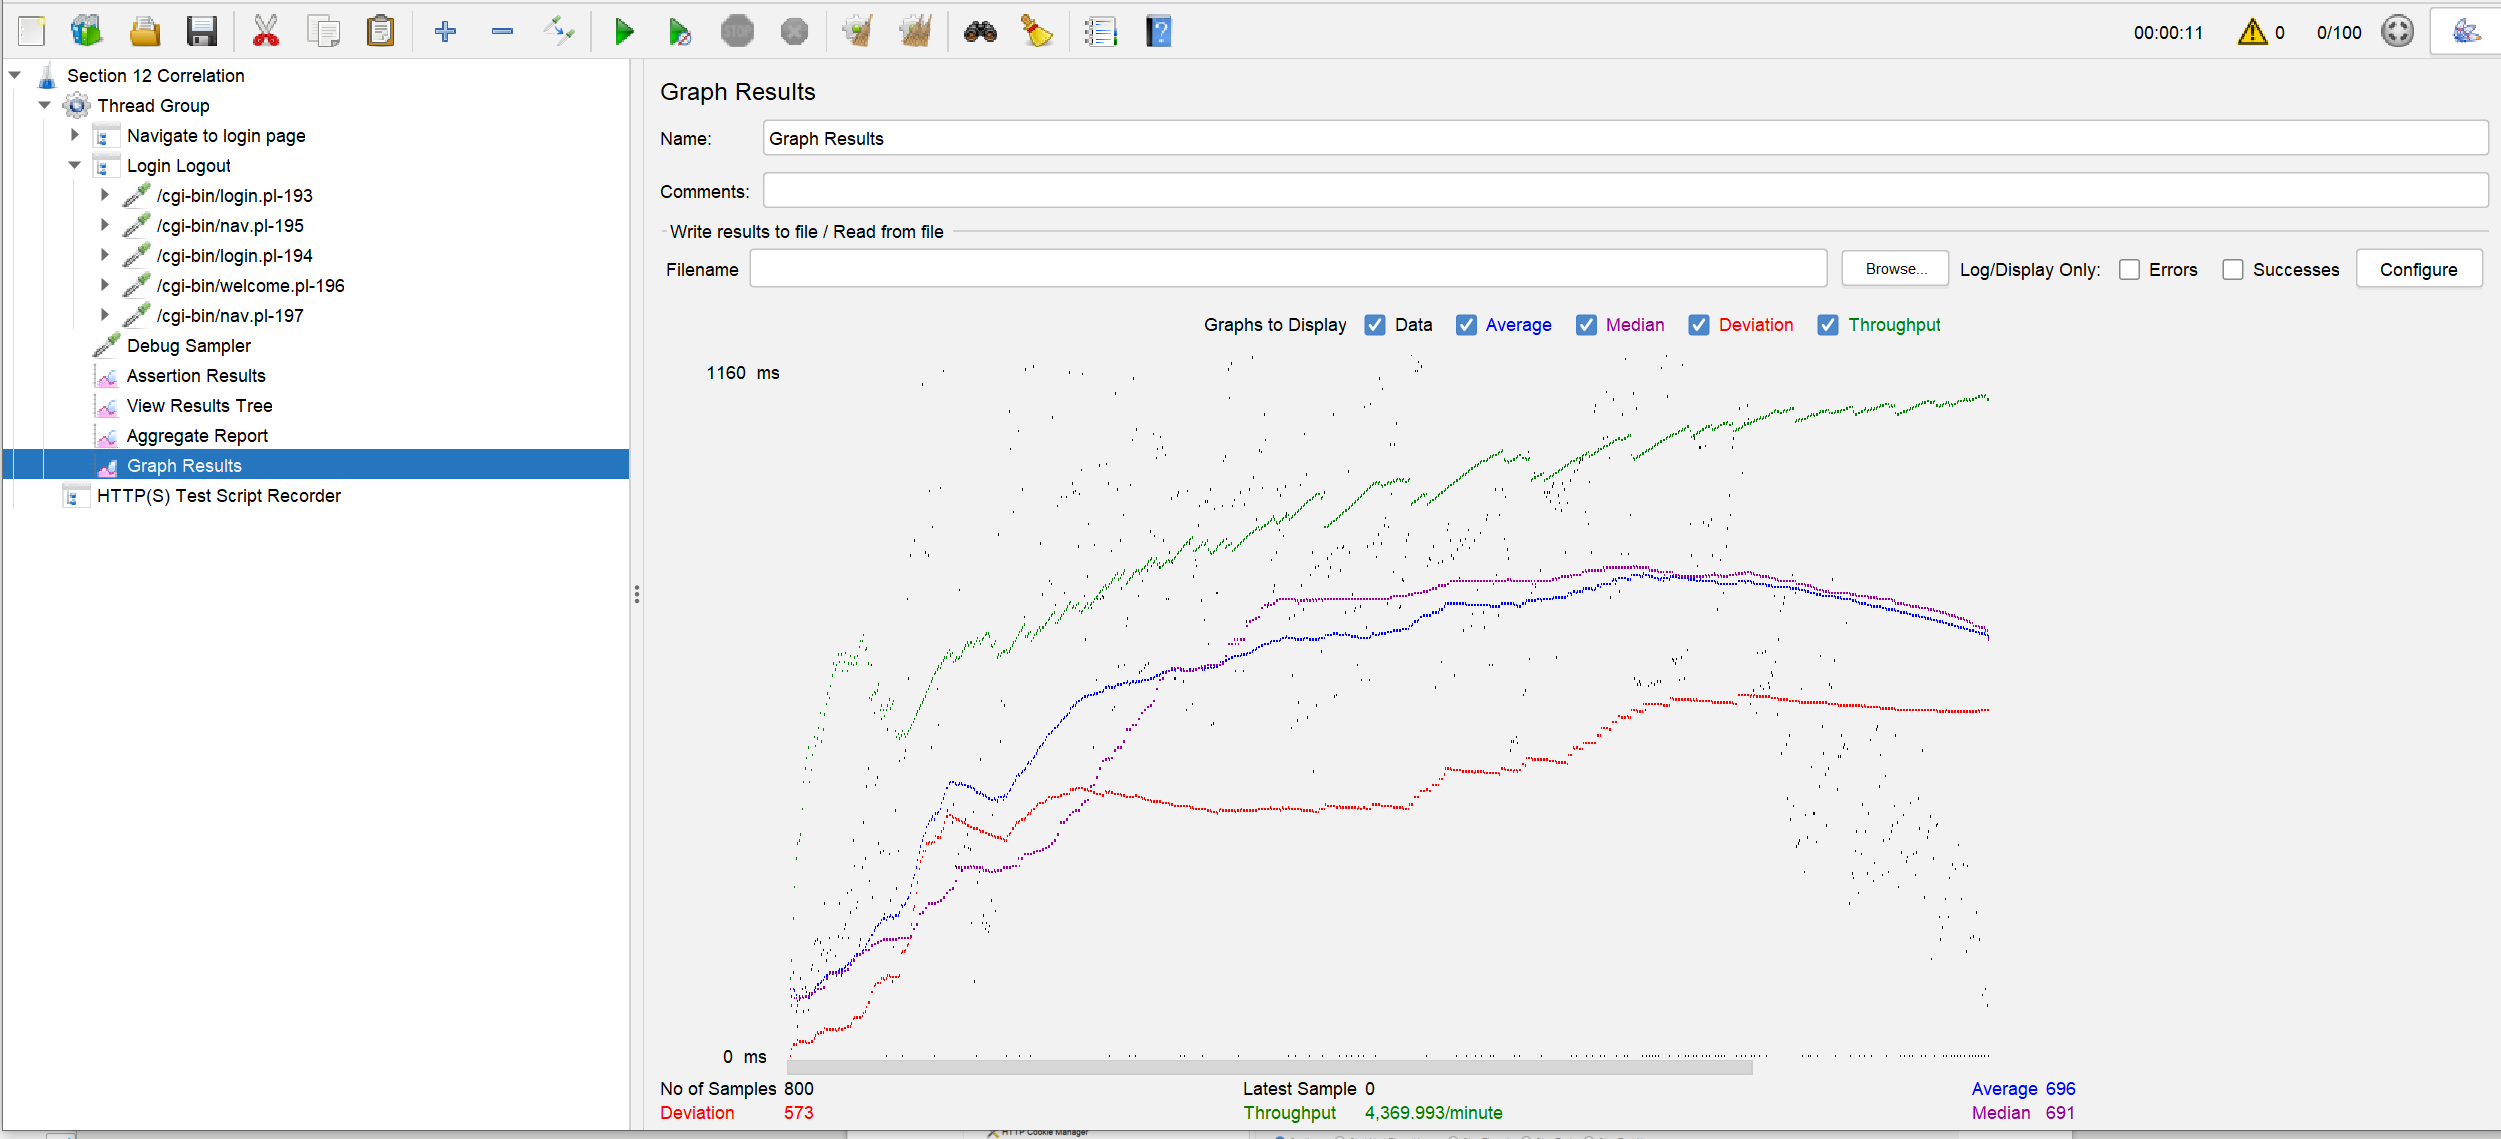 00:00:11 0 0/100
STOP
Section 12 Correlation
Thread Group
Navigate to login page
Login Logout
/cgi-bin/login.pl-193
/cgi-bin/nav.pl-195
/cgi-bin/login.pl-194
/cgi-bin/welcome.pl-196
/cgi-bin/nav.pl-197
Debug Sampler
Assertion Results
View Results Tree
Aggregate Report
Graph Results
HTTP(S) Test Script Recorder
Graph Results
Name: Graph Results
Comments:
Write results to file / Read from file
Filename Browse... Log/Display Only: Errors Successes Configure
Graphs to Display Data Average Median Deviation Throughput
1160 ms
0 ms
No of Samples 800 Latest Sample 0 Average 696
Deviation 573 Throughput 4,369.993/minute Median 691
HTTP Cookie Manager